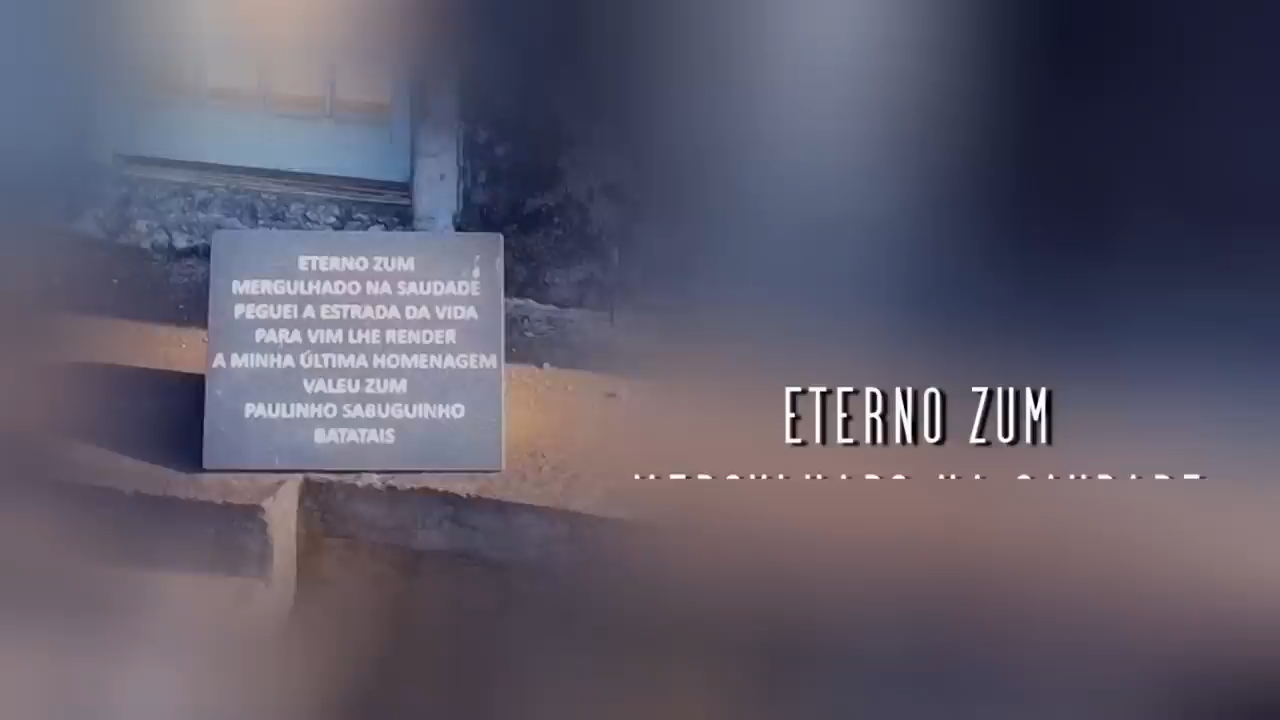 ETERNO ZUM
MERGULHADO NA SAUDADE
PEGUEI A ESTRADA DA VIDA
PARA VIM LHE RENDER
A MINHA ÚLTIMA HOMENAGEM
VALEU ZUM
PAULINHO SABUGUINHO
BATATAIS
ETERNO ZUM